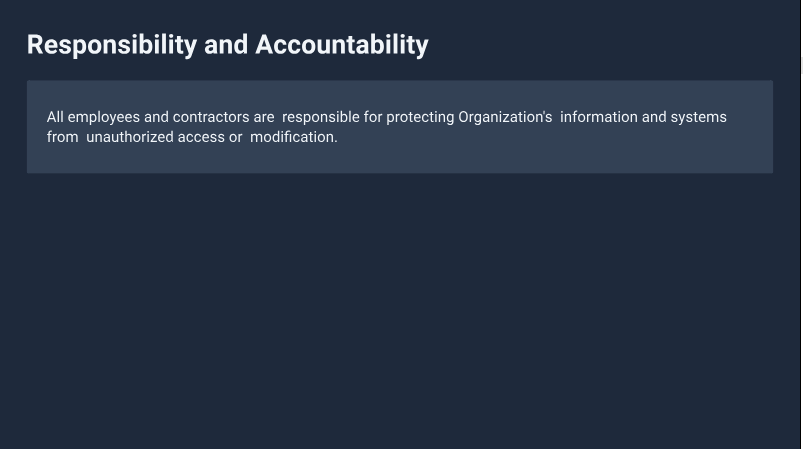 Responsibility and Accountability
All employees and contractors are  responsible for protecting Organization's  information and systems
from  unauthorized access or  modification.